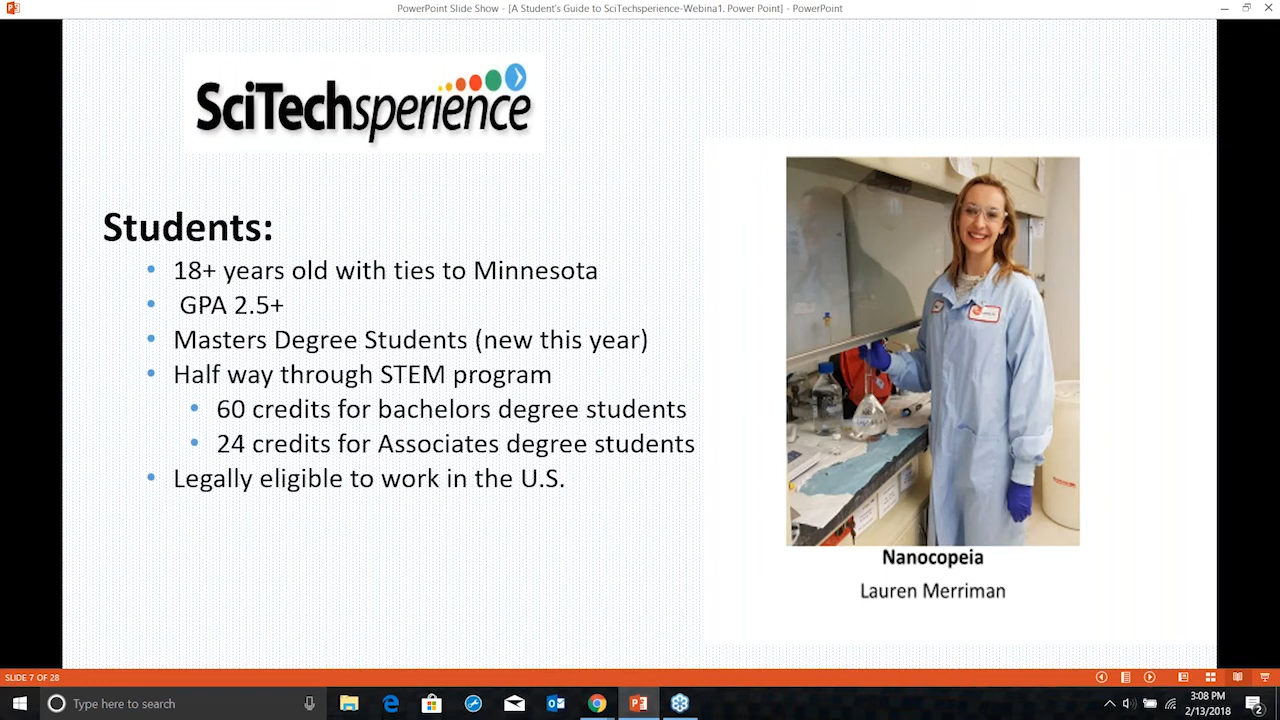 PowerPoint Slide Show - [A Student's Guide to SciTechsperience-Webina1. Power Point] - PowerPoint
SciTechsperience
Students:
• 18+ years old with ties to Minnesota
• GPA 2.5+
• Masters Degree Students (new this year)
• Half way through STEM program
• 60 credits for bachelors degree students
• 24 credits for Associates degree students
• Legally eligible to work in the U.S.
Nanocopeia
Lauren Merriman
SLIDE 7 OF 28
Type here to search
3:08 PM
2/13/2018
2